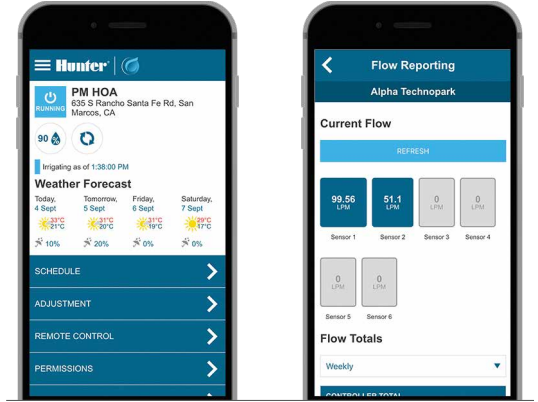 Hunter
PM HOA
635 S Rancho Santa Fe Rd, San
Marcos, CA
RUNNING
90
Irrigating as of 1:38:00 PM
Weather Forecast
Today,
4 Sept
33°C
21°C
10%
Tomorrow,
5 Sept
31°C
20°C
20%
Friday,
6 Sept
31°C
19°C
0%
Saturday,
7 Sept
29°C
17°C
0%
SCHEDULE
ADJUSTMENT
REMOTE CONTROL
PERMISSIONS
Flow Reporting
Alpha Technopark
Current Flow
REFRESH
99.56
LPM
Sensor 1
51.1
LPM
Sensor 2
0
LPM
Sensor 3
0
LPM
Sensor 4
0
LPM
Sensor 5
0
LPM
Sensor 6
Flow Totals
Weekly
CONTROLLER TOTAL